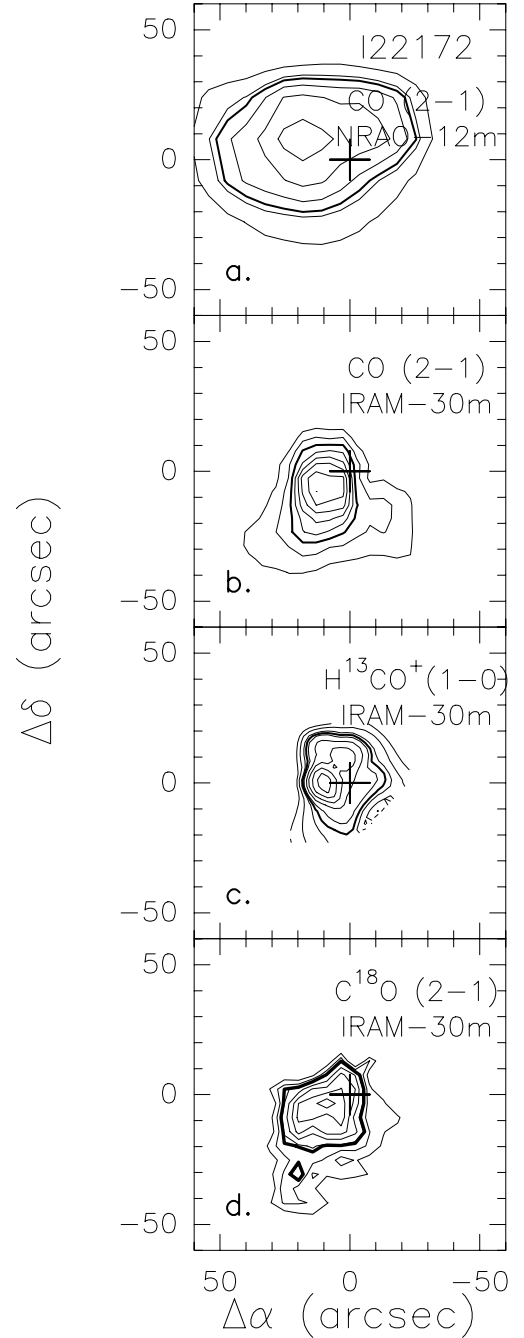 50
I22172
CO (2−1)
NRAO−12m
0
−50
a.
50
CO (2−1)
IRAM−30m
0
−50
b.
50
H¹³CO⁺(1−0)
IRAM−30m
0
−50
c.
50
C¹⁸O (2−1)
IRAM−30m
0
−50
d.
50 0 −50
Δα (arcsec)
Δδ (arcsec)